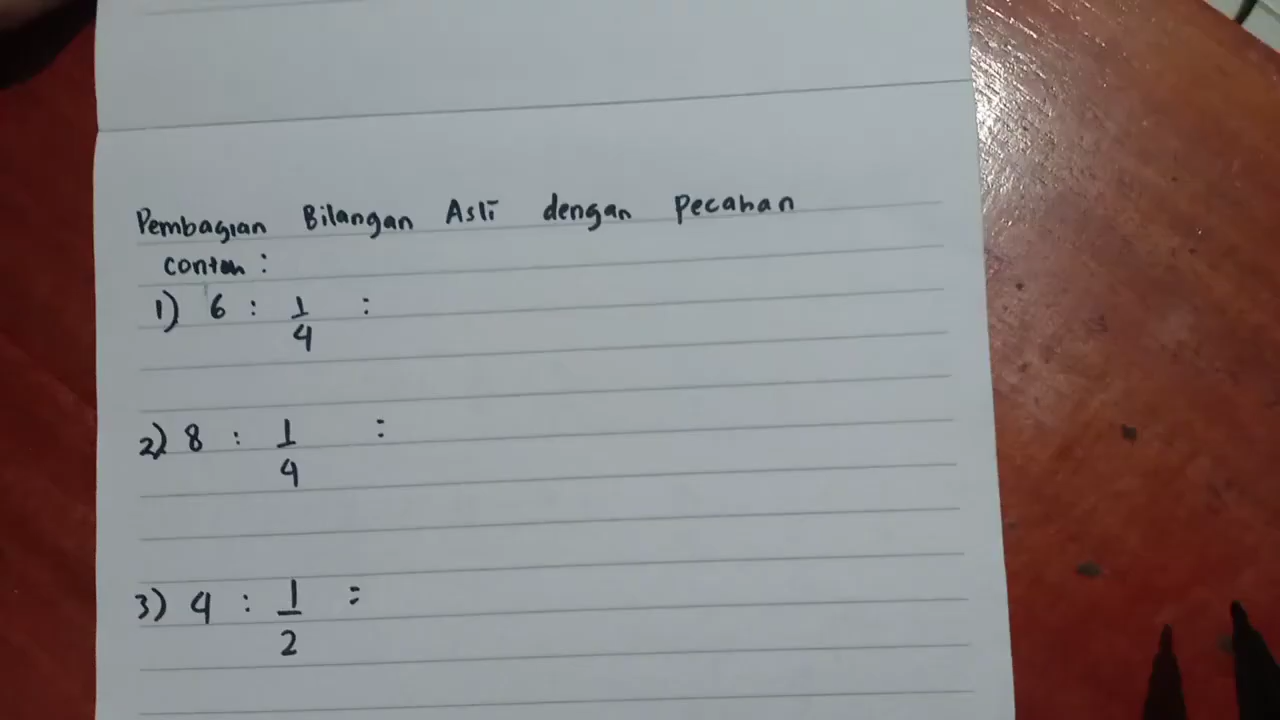 Pembagian Bilangan Asli dengan pecahan
contoh :
1) 6 : 1/4 :
2) 8 : 1/4 :
3) 4 : 1/2 =